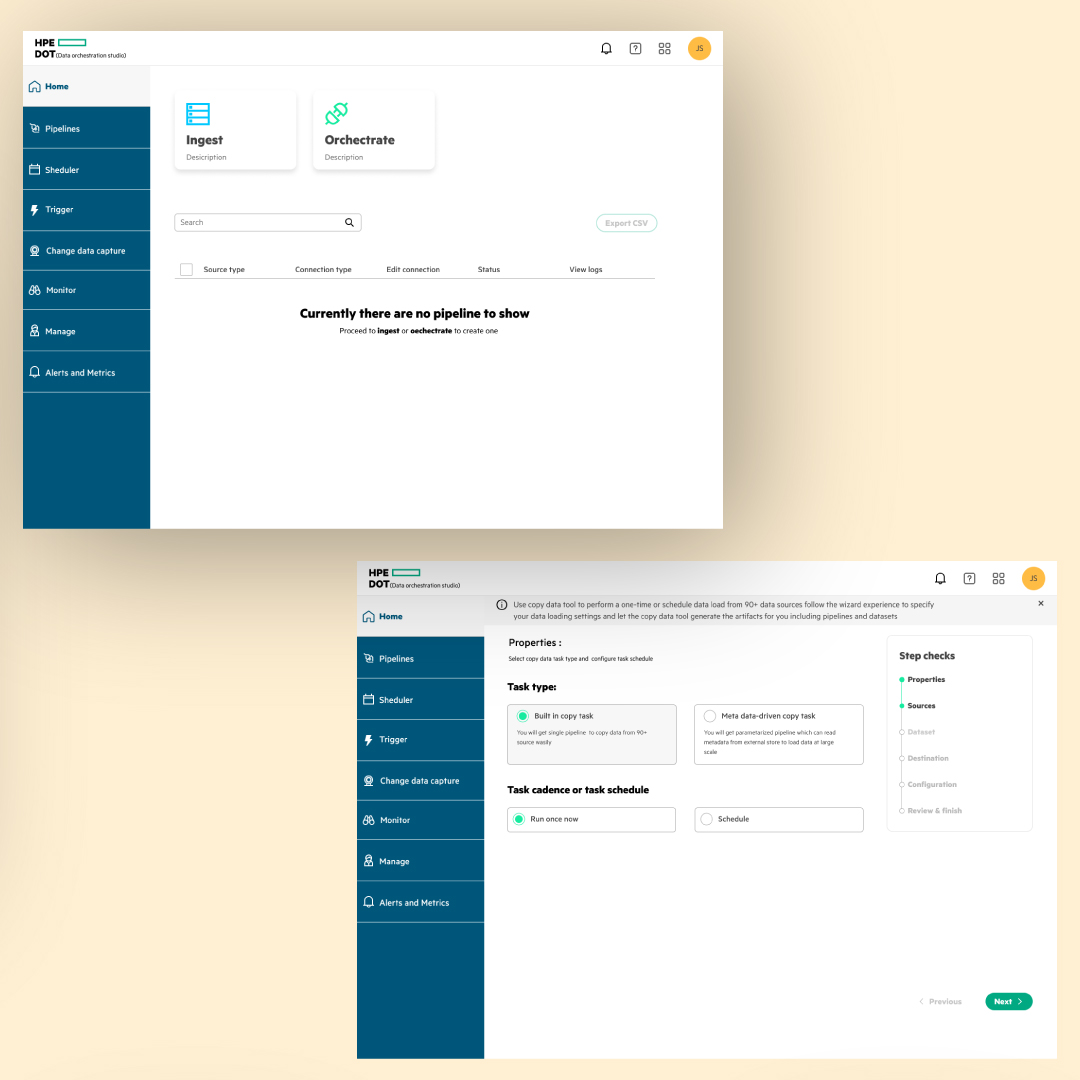 HPE
DOT(Data orchestration studio)
?
JS
Home
Pipelines
Sheduler
Trigger
Change data capture
Monitor
Manage
Alerts and Metrics
Ingest
Desicription
Orchectrate
Description
Search
Export CSV
Source type Connection type Edit connection Status View logs
Currently there are no pipeline to show
Proceed to ingest or oechectrate to create one
HPE
DOT(Data orchestration studio)
?
JS
Home
Pipelines
Sheduler
Trigger
Change data capture
Monitor
Manage
Alerts and Metrics
Use copy data tool to perform a one-time or schedule data load from 90+ data sources follow the wizard experience to specify
your data loading settings and let the copy data tool generate the artifacts for you including pipelines and datasets
Properties :
Select copy data task type and configure task schedule
Task type:
Built in copy task
You will get single pipeline to copy data from 90+
source wasily
Meta data-driven copy task
You will get parametarized pipeline which can read
metadata from external store to load data at large
scale
Task cadence or task schedule
Run once now
Schedule
Step checks
Properties
Sources
Dataset
Destination
Configuration
Review & finish
Previous
Next